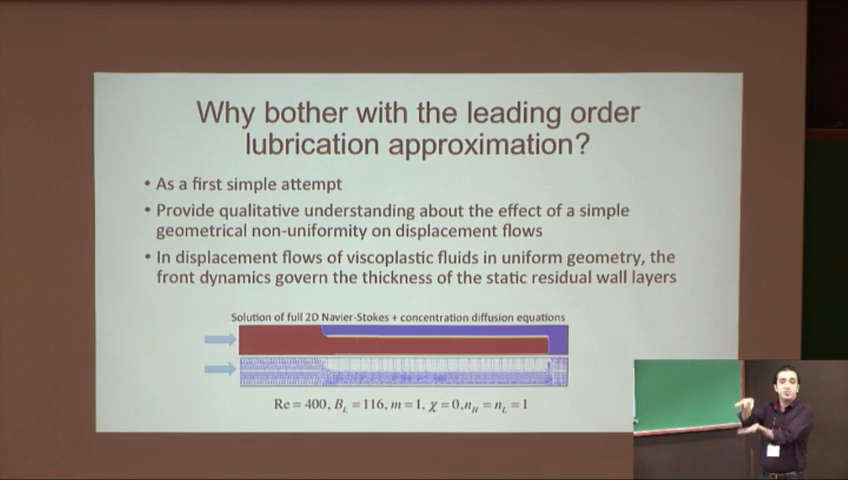 Why bother with the leading order
lubrication approximation?
• As a first simple attempt
• Provide qualitative understanding about the effect of a simple
geometrical non-uniformity on displacement flows
• In displacement flows of viscoplastic fluids in uniform geometry, the
front dynamics govern the thickness of the static residual wall layers
Solution of full 2D Navier-Stokes + concentration diffusion equations
Re = 400, B_L = 116, m = 1, χ = 0, n_H = n_L = 1